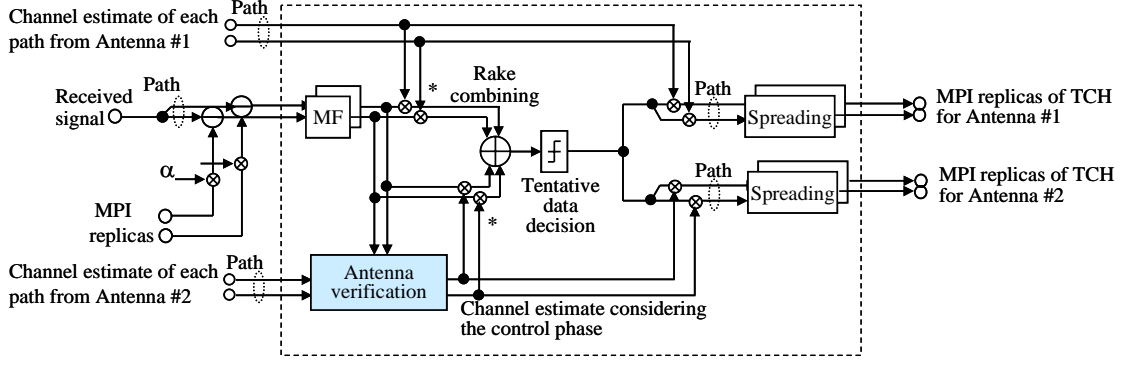 Channel estimate of each
path from Antenna #1
Path
Received
signal
Path
MF
*
Rake
combining
Path
Spreading
MPI replicas of TCH
for Antenna #1
α
MPI
replicas
Tentative
data
decision
*
Path
Spreading
MPI replicas of TCH
for Antenna #2
Channel estimate of each
path from Antenna #2
Path
Antenna
verification
Channel estimate considering
the control phase